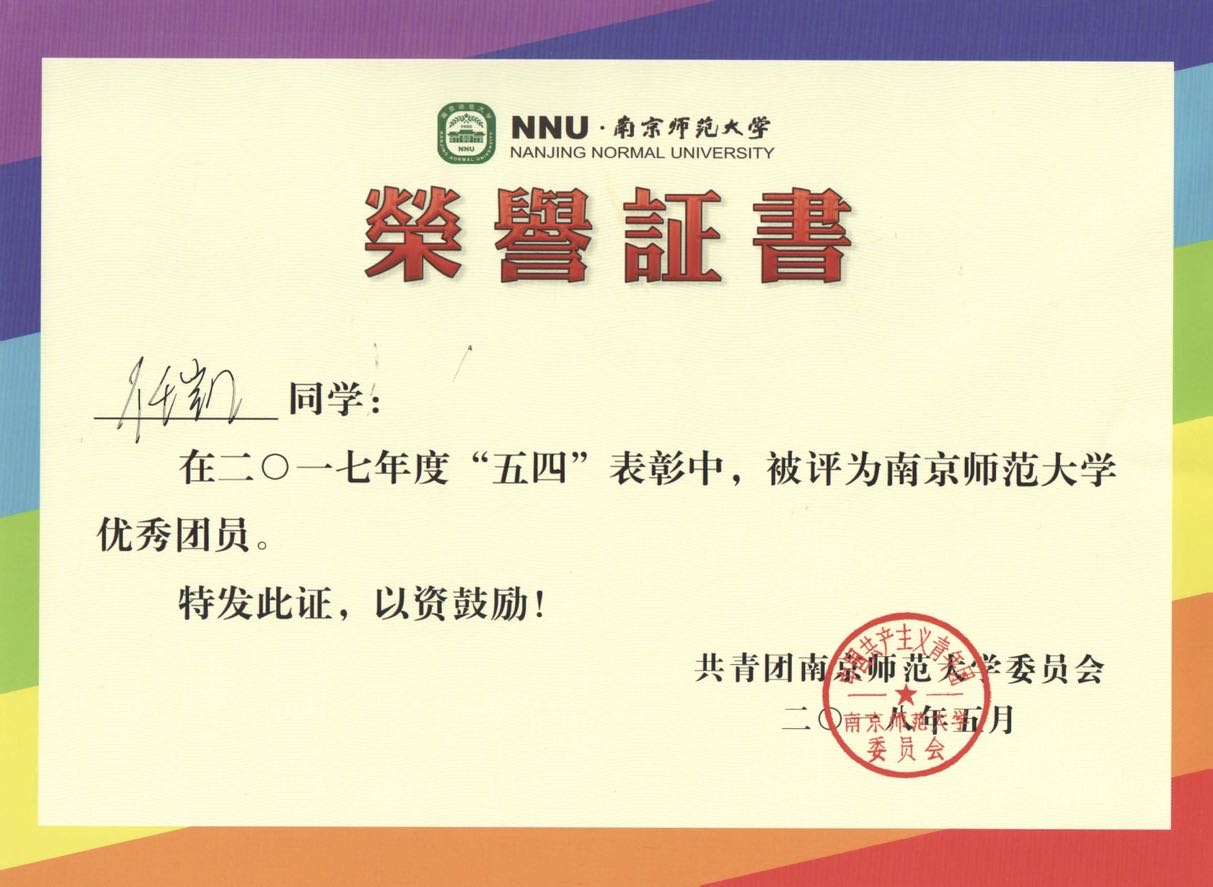 NNU·南京师范大学
NANJING NORMAL UNIVERSITY
榮譽証書
同学：
在二〇一七年度“五四”表彰中，被评为南京师范大学
优秀团员。
特发此证，以资鼓励！
共青团南京师范大学委员会
二〇一八年五月
中国共产主义青年团
南京师范大学
委员会